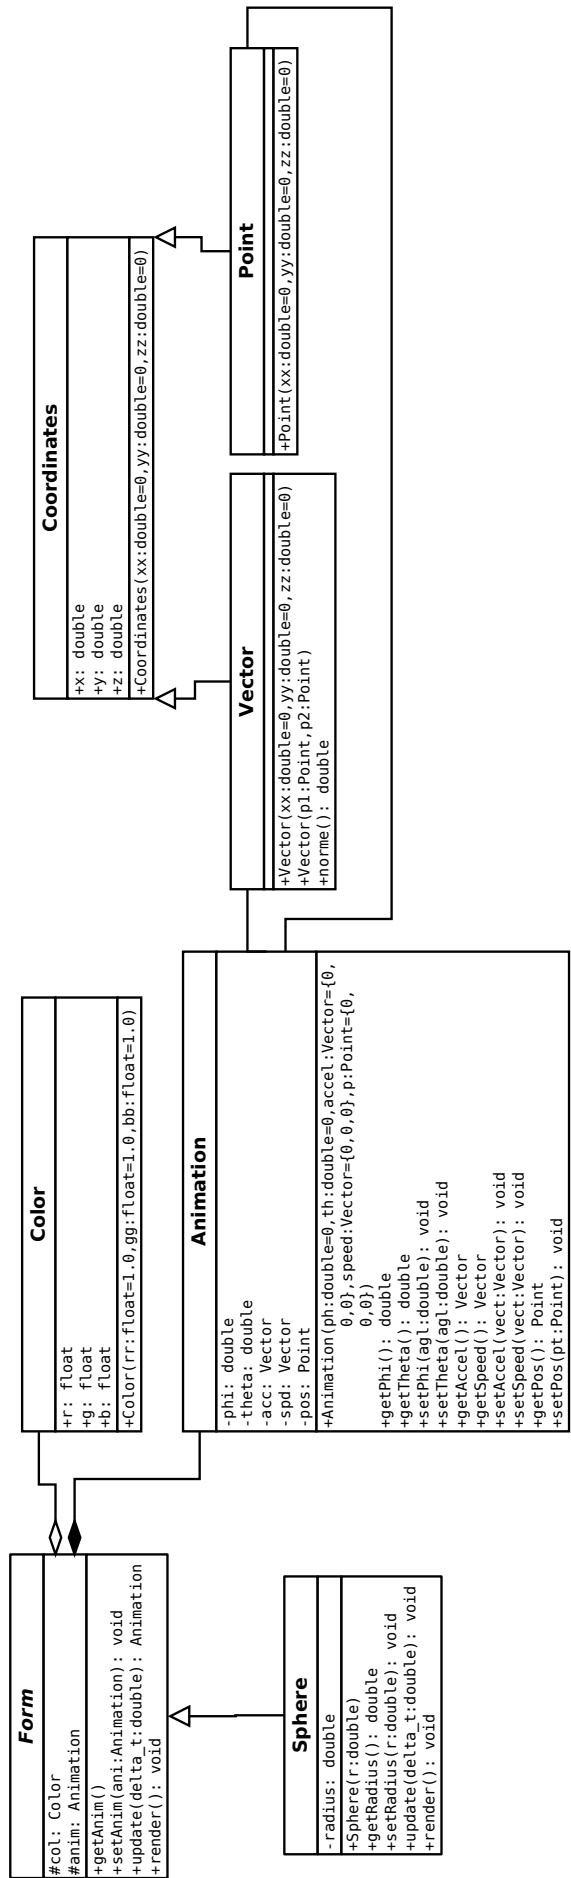 Form
#col: Color
#anim: Animation
+getAnim()
+setAnim(ani:Animation): void
+update(delta_t:double): Animation
+render(): void
Sphere
-radius: double
+Sphere(r:double)
+getRadius(): double
+setRadius(r:double): void
+update(delta_t:double): void
+render(): void
Color
+r: float
+g: float
+b: float
+Color(rr:float=1.0,gg:float=1.0,bb:float=1.0)
Animation
-phi: double
-theta: double
-acc: Vector
-spd: Vector
-pos: Point
+Animation(ph:double=0,th:double=0,accel:Vector={0,
0,0},speed:Vector={0,0,0},p:Point={0,
0,0})
+getPhi(): double
+getTheta(): double
+setPhi(agl:double): void
+setTheta(agl:double): void
+getAccel(): Vector
+getSpeed(): Vector
+setAccel(vect:Vector): void
+setSpeed(vect:Vector): void
+getPos(): Point
+setPos(pt:Point): void
Coordinates
+x: double
+y: double
+z: double
+Coordinates(xx:double=0,yy:double=0,zz:double=0)
Vector
+Vector(xx:double=0,yy:double=0,zz:double=0)
+Vector(p1:Point,p2:Point)
+norme(): double
Point
+Point(xx:double=0,yy:double=0,zz:double=0)